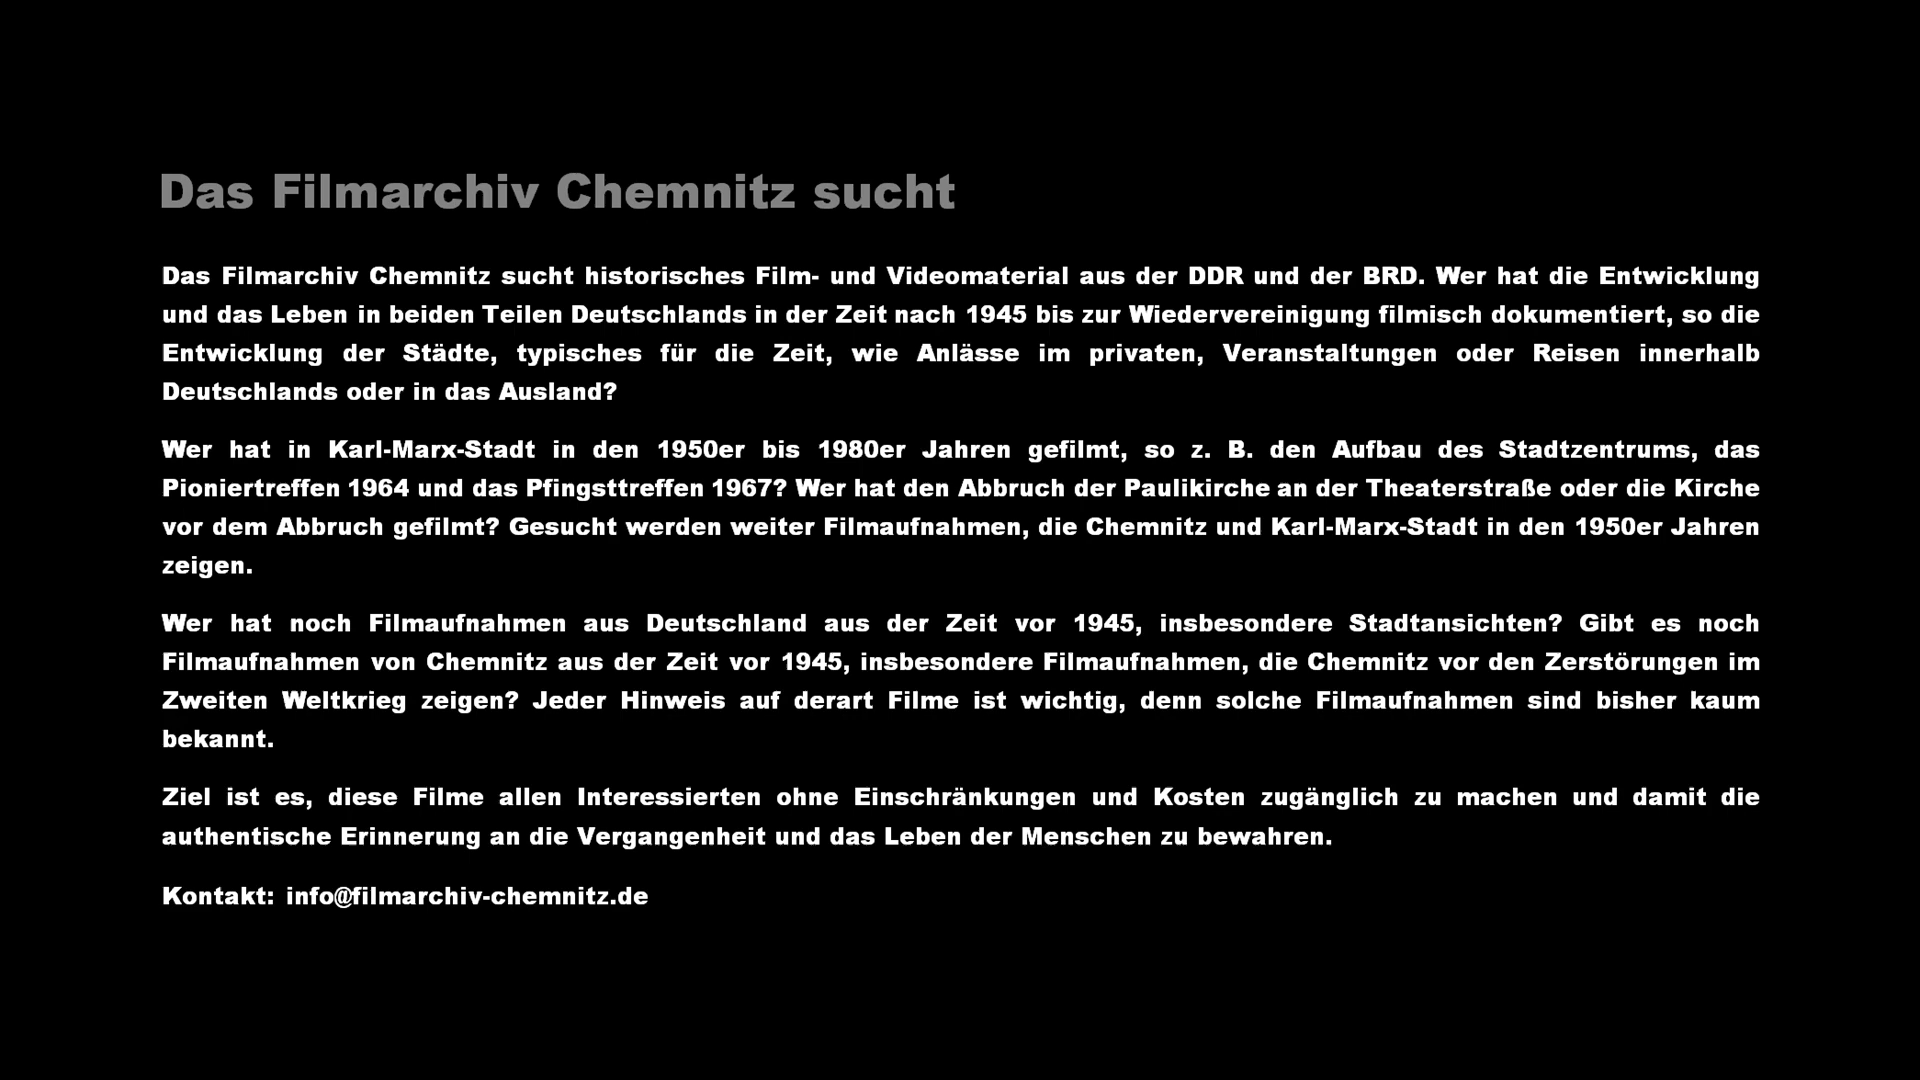 Das Filmarchiv Chemnitz sucht
Das Filmarchiv Chemnitz sucht historisches Film- und Videomaterial aus der DDR und der BRD. Wer hat die Entwicklung
und das Leben in beiden Teilen Deutschlands in der Zeit nach 1945 bis zur Wiedervereinigung filmisch dokumentiert, so die
Entwicklung der Städte, typisches für die Zeit, wie Anlässe im privaten, Veranstaltungen oder Reisen innerhalb
Deutschlands oder in das Ausland?
Wer hat in Karl-Marx-Stadt in den 1950er bis 1980er Jahren gefilmt, so z. B. den Aufbau des Stadtzentrums, das
Pioniertreffen 1964 und das Pfingsttreffen 1967? Wer hat den Abbruch der Paulikirche an der Theaterstraße oder die Kirche
vor dem Abbruch gefilmt? Gesucht werden weiter Filmaufnahmen, die Chemnitz und Karl-Marx-Stadt in den 1950er Jahren
zeigen.
Wer hat noch Filmaufnahmen aus Deutschland aus der Zeit vor 1945, insbesondere Stadtansichten? Gibt es noch
Filmaufnahmen von Chemnitz aus der Zeit vor 1945, insbesondere Filmaufnahmen, die Chemnitz vor den Zerstörungen im
Zweiten Weltkrieg zeigen? Jeder Hinweis auf derart Filme ist wichtig, denn solche Filmaufnahmen sind bisher kaum
bekannt.
Ziel ist es, diese Filme allen Interessierten ohne Einschränkungen und Kosten zugänglich zu machen und damit die
authentische Erinnerung an die Vergangenheit und das Leben der Menschen zu bewahren.
Kontakt: info@filmarchiv-chemnitz.de